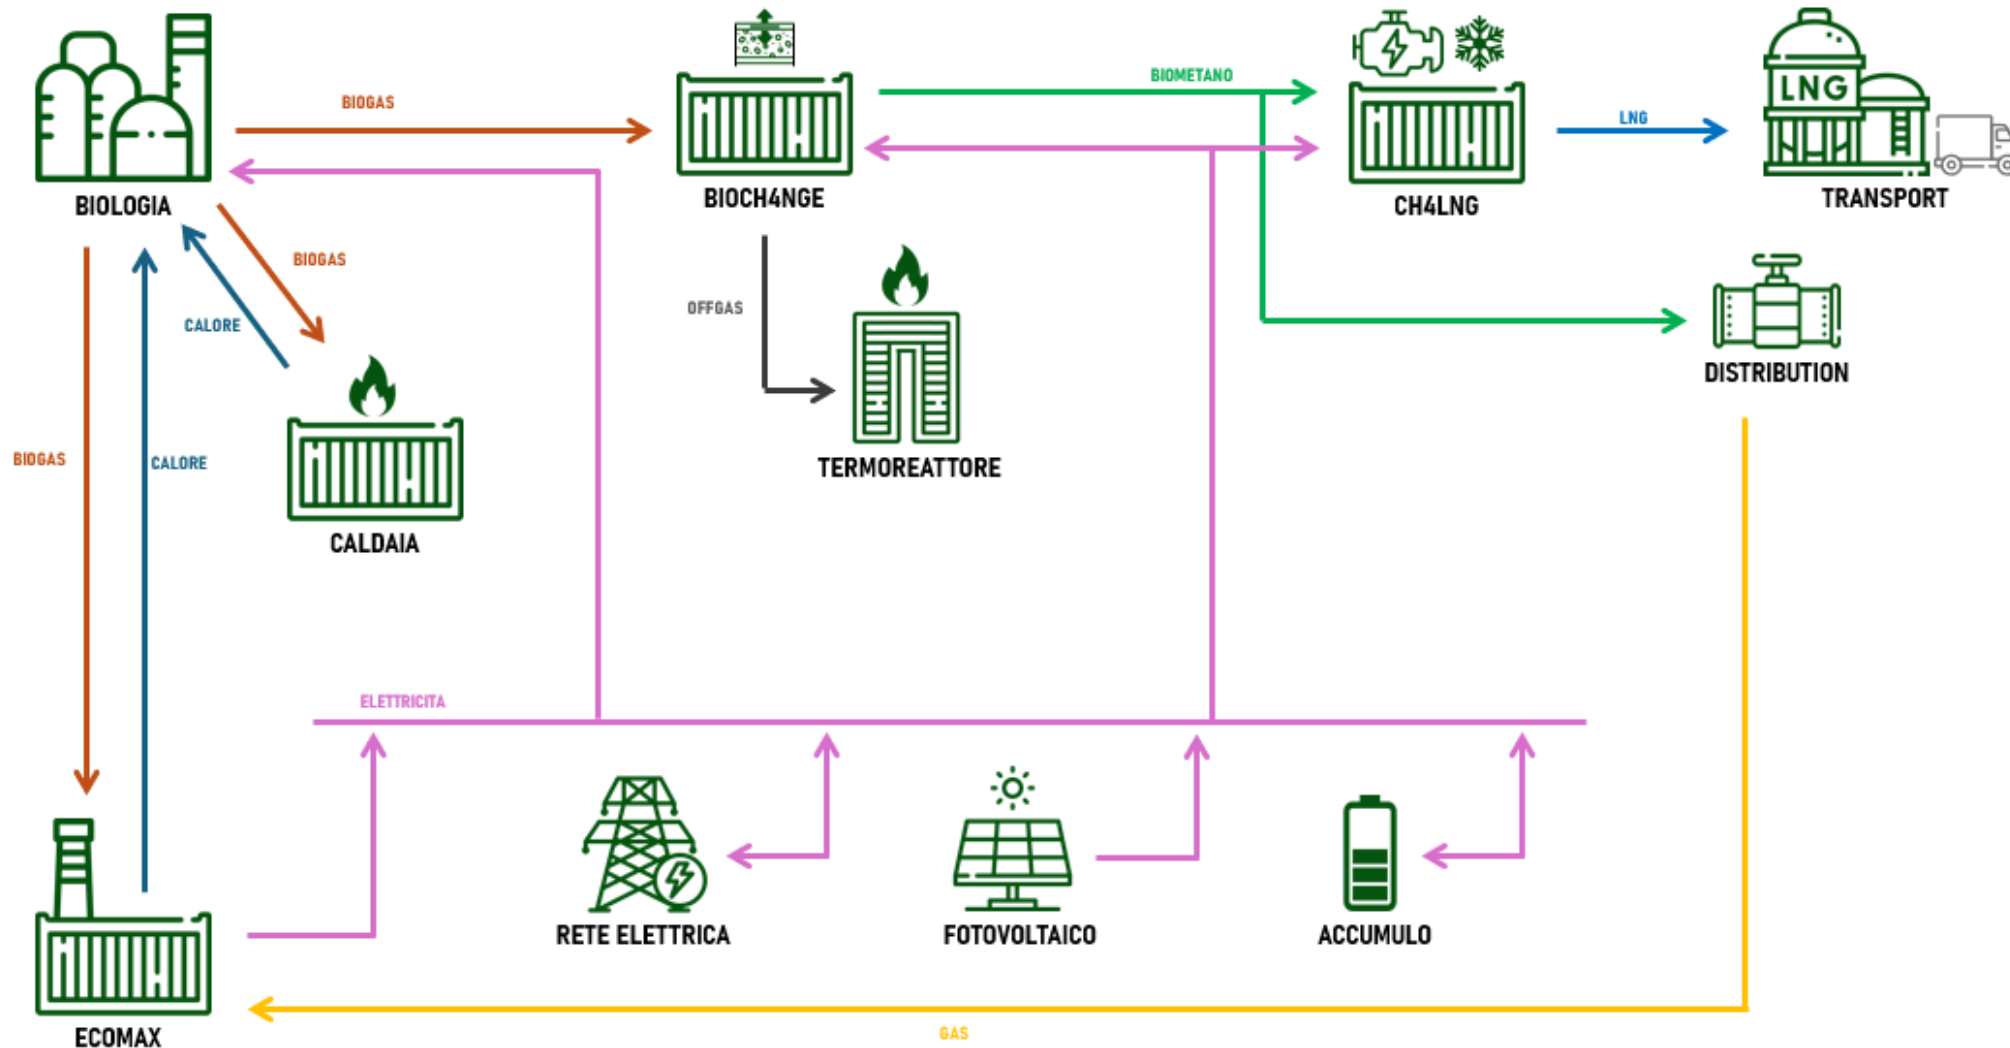 LNG
BIOMETANO
BIOGAS
LNG
BIOLOGIA
BIOCH4NGE
CH4LNG
TRANSPORT
BIOGAS
OFFGAS
CALORE
DISTRIBUTION
BIOGAS
CALORE
TERMOREATTORE
CALDAIA
ELETTRICITA
RETE ELETTRICA
FOTOVOLTAICO
ACCUMULO
ECOMAX
GAS